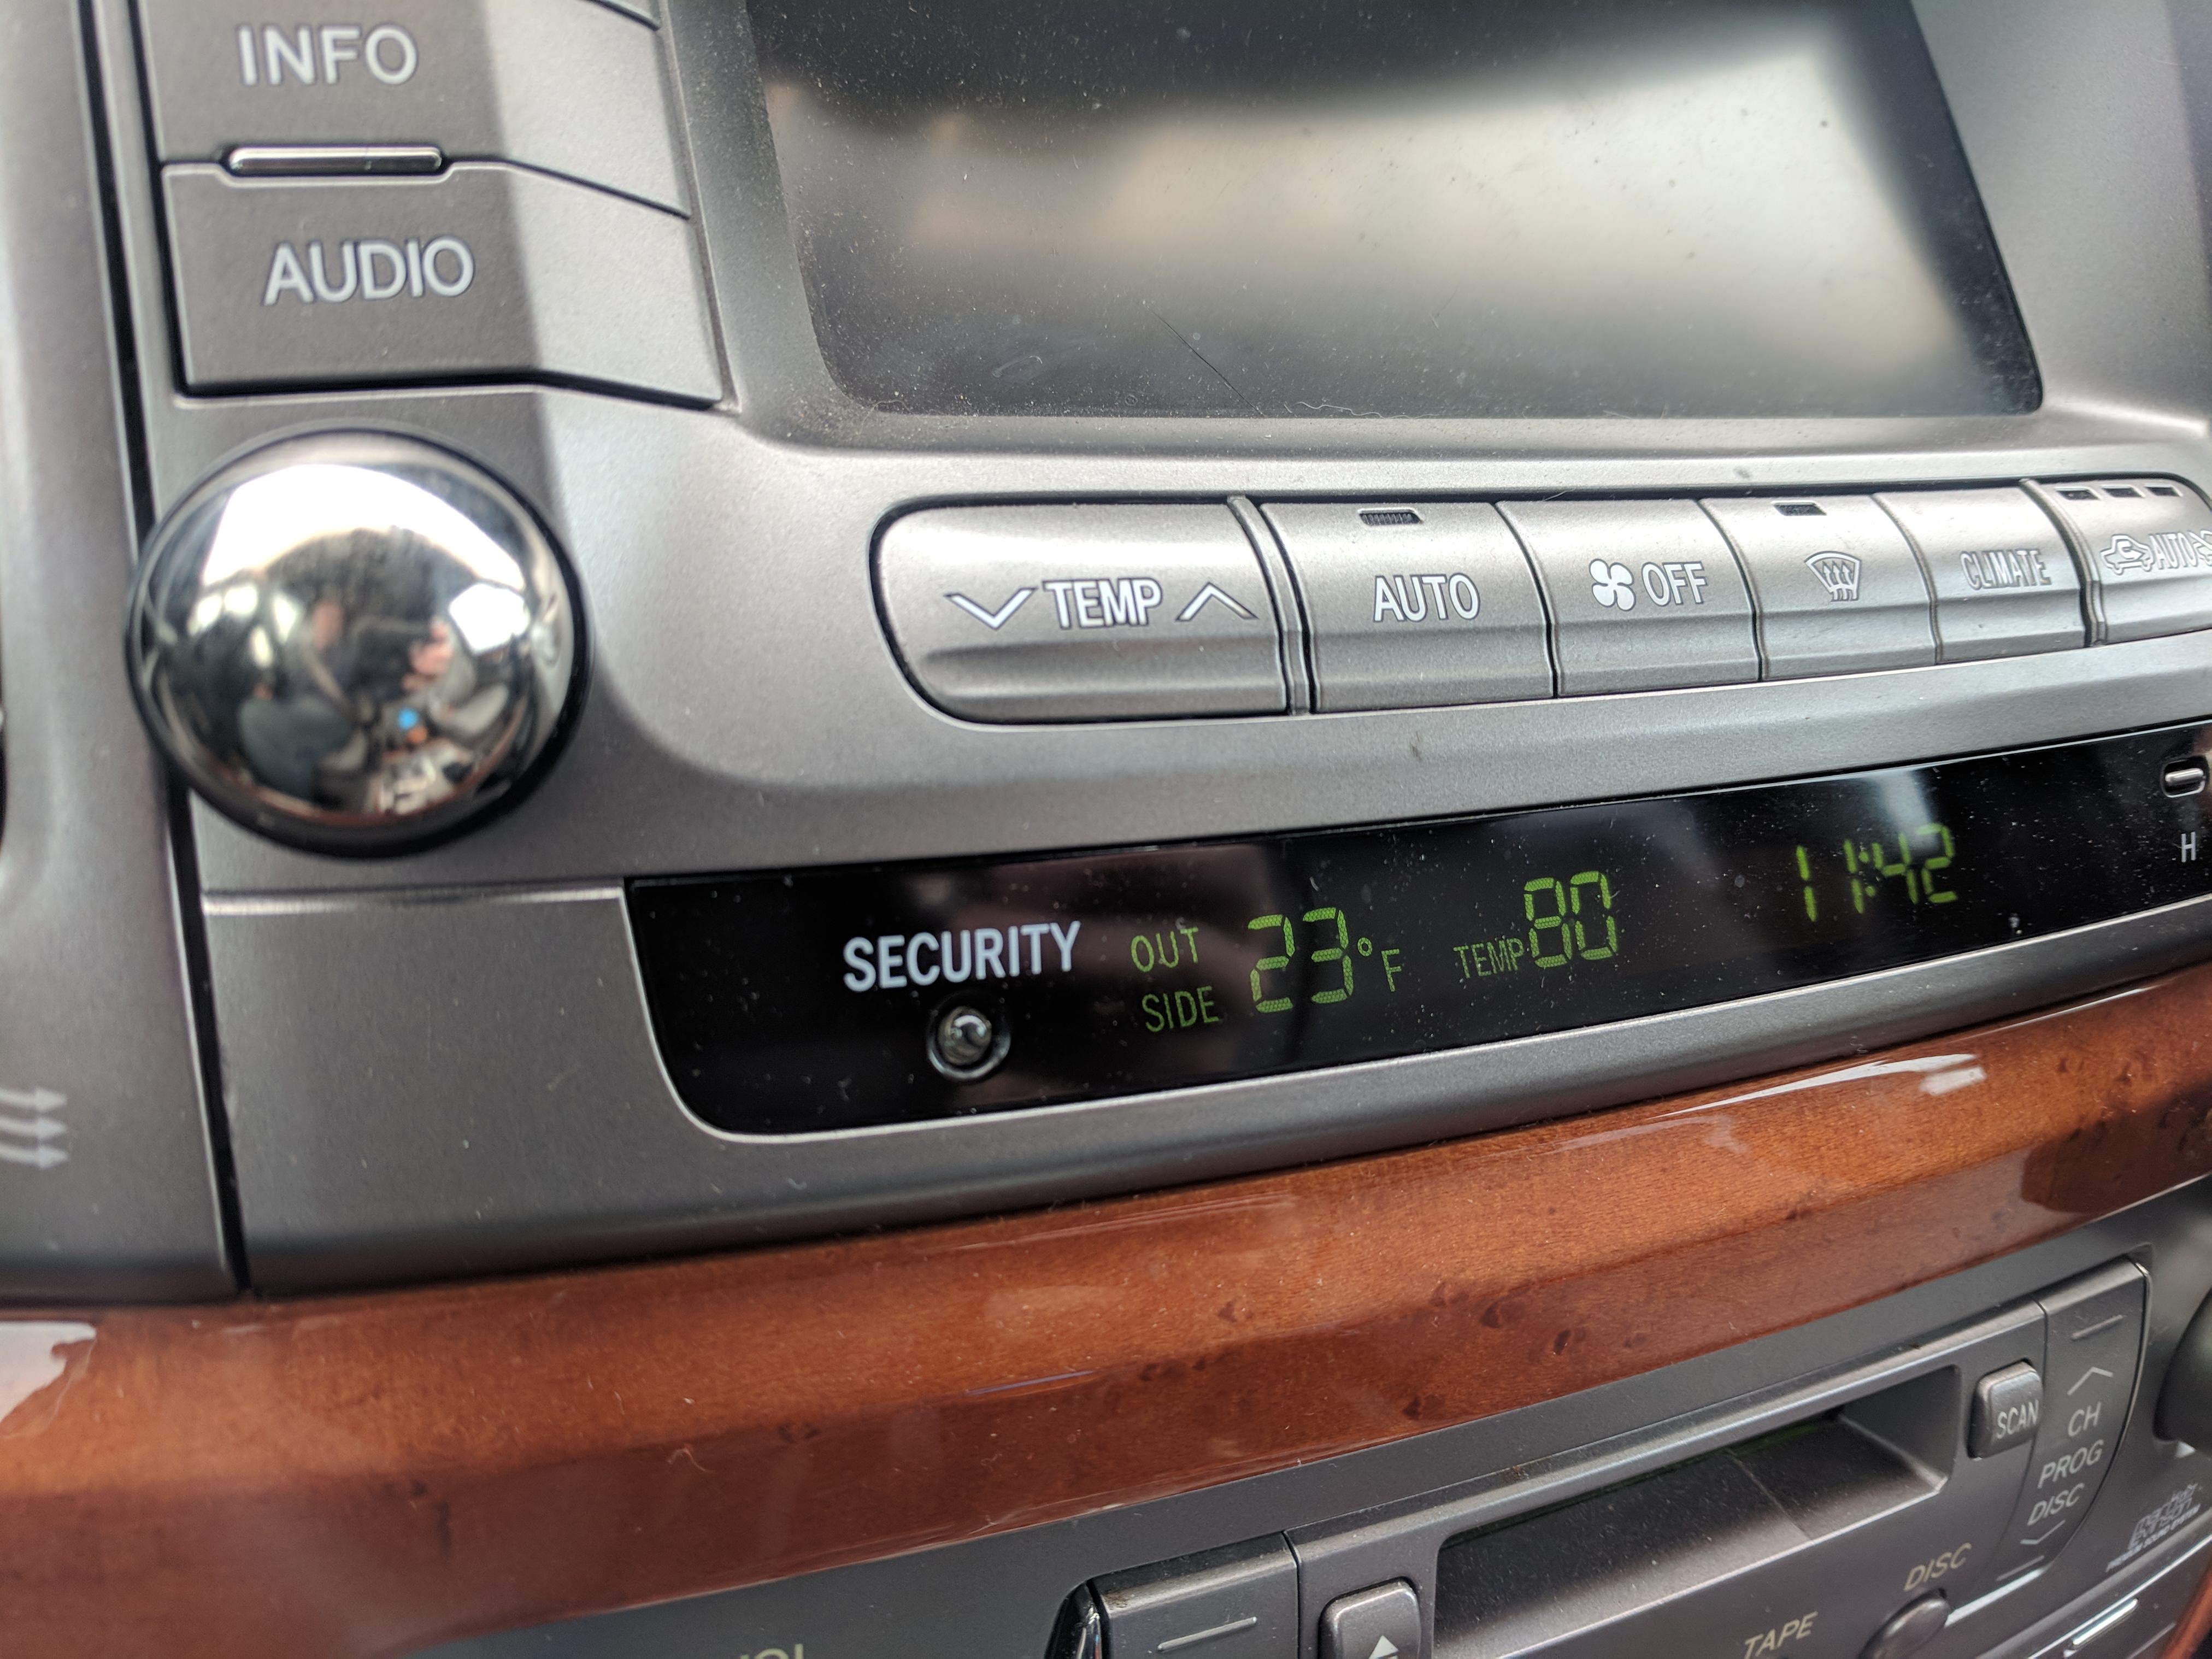 INFO
AUDIO
TEMP
AUTO
OFF
CLIMATE
AUTO
SECURITY
OUT
SIDE
23°F
TEMP 80
11:42
H
SCAN
CH
PROG
DISC
DISC
TAPE